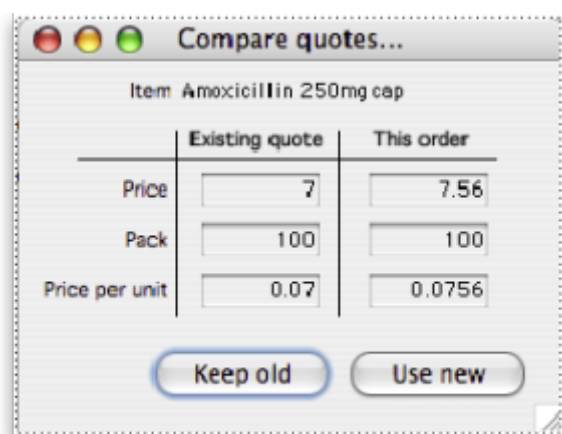 Compare quotes...
Item Amoxicillin 250mg cap
Existing quote This order
Price 7 7.56
Pack 100 100
Price per unit 0.07 0.0756
Keep old Use new